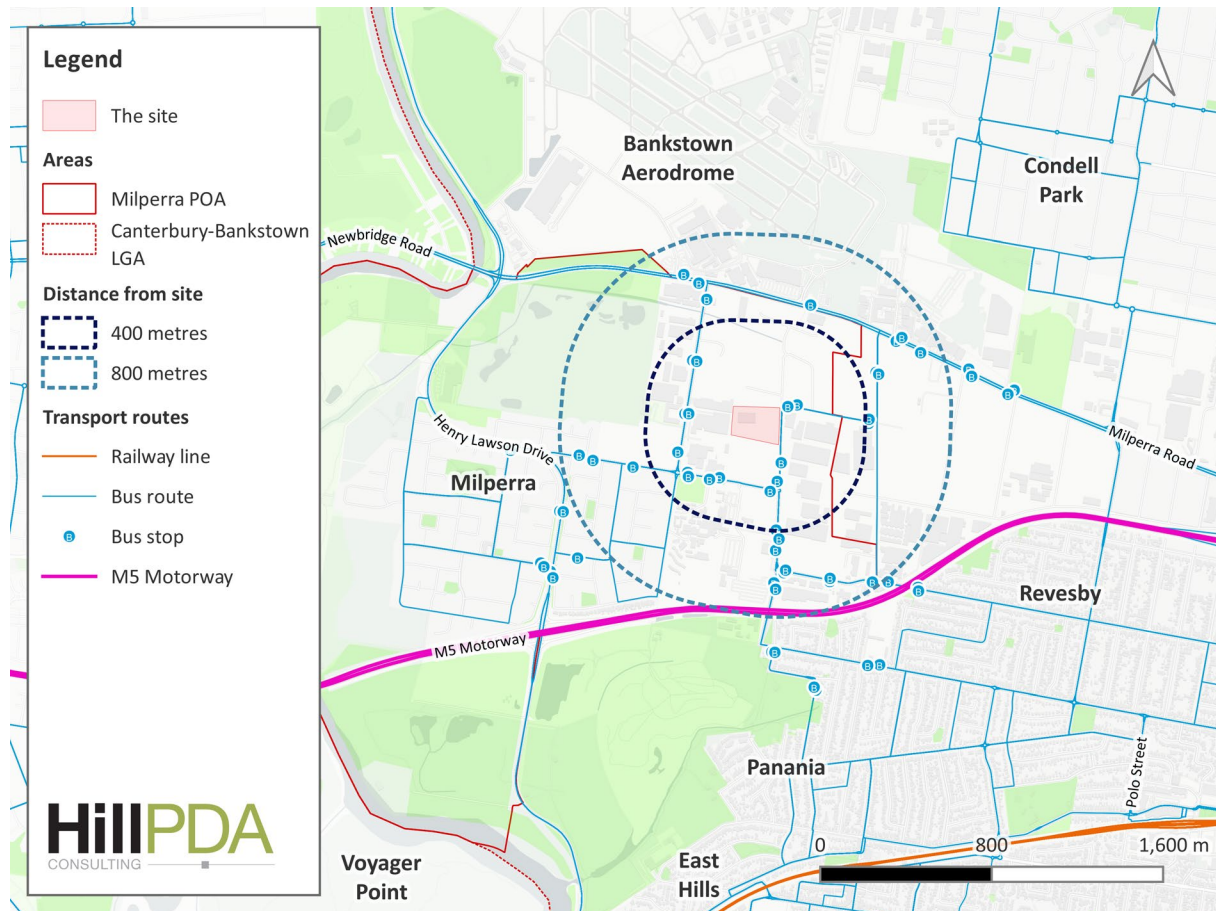 Legend
The site
Areas
Milperra POA
Canterbury-Bankstown
LGA
Distance from site
400 metres
800 metres
Transport routes
Railway line
Bus route
B
Bus stop
M5 Motorway
HillPDA
CONSULTING
Bankstown
Aerodrome
Condell
Park
Newbridge Road
Henry Lawson Drive
Milperra
Milperra Road
Revesby
M5 Motorway
Panania
Polo Street
Voyager
Point
East
Hills
0 800 1,600 m